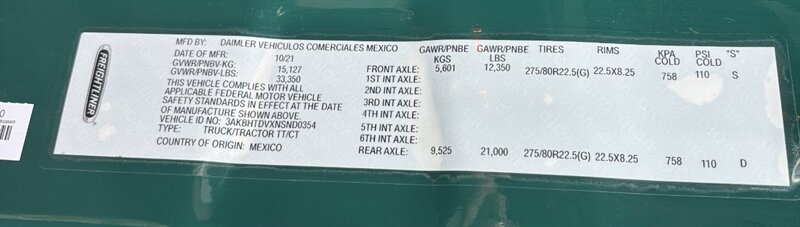 FREIGHTLINER
MFD BY: DAIMLER VEHICULOS COMERCIALES MEXICO
DATE OF MFR: 10/21
GVWR/PNBV-KG: 15,127
GVWR/PNBV-LBS: 33,350
THIS VEHICLE COMPLIES WITH ALL
APPLICABLE FEDERAL MOTOR VEHICLE
SAFETY STANDARDS IN EFFECT AT THE DATE
OF MANUFACTURE SHOWN ABOVE.
VEHICLE ID NO: 3AKBHTDVXNSND0354
TYPE: TRUCK/TRACTOR TT/CT
COUNTRY OF ORIGIN: MEXICO
GAWR/PNBE KGS GAWR/PNBE LBS TIRES RIMS KPA COLD PSI COLD "S"
FRONT AXLE: 5,601 12,350 275/80R22.5(G) 22.5X8.25 758 110 S
1ST INT AXLE:
2ND INT AXLE:
3RD INT AXLE:
4TH INT AXLE:
5TH INT AXLE:
6TH INT AXLE:
REAR AXLE: 9,525 21,000 275/80R22.5(G) 22.5X8.25 758 110 D